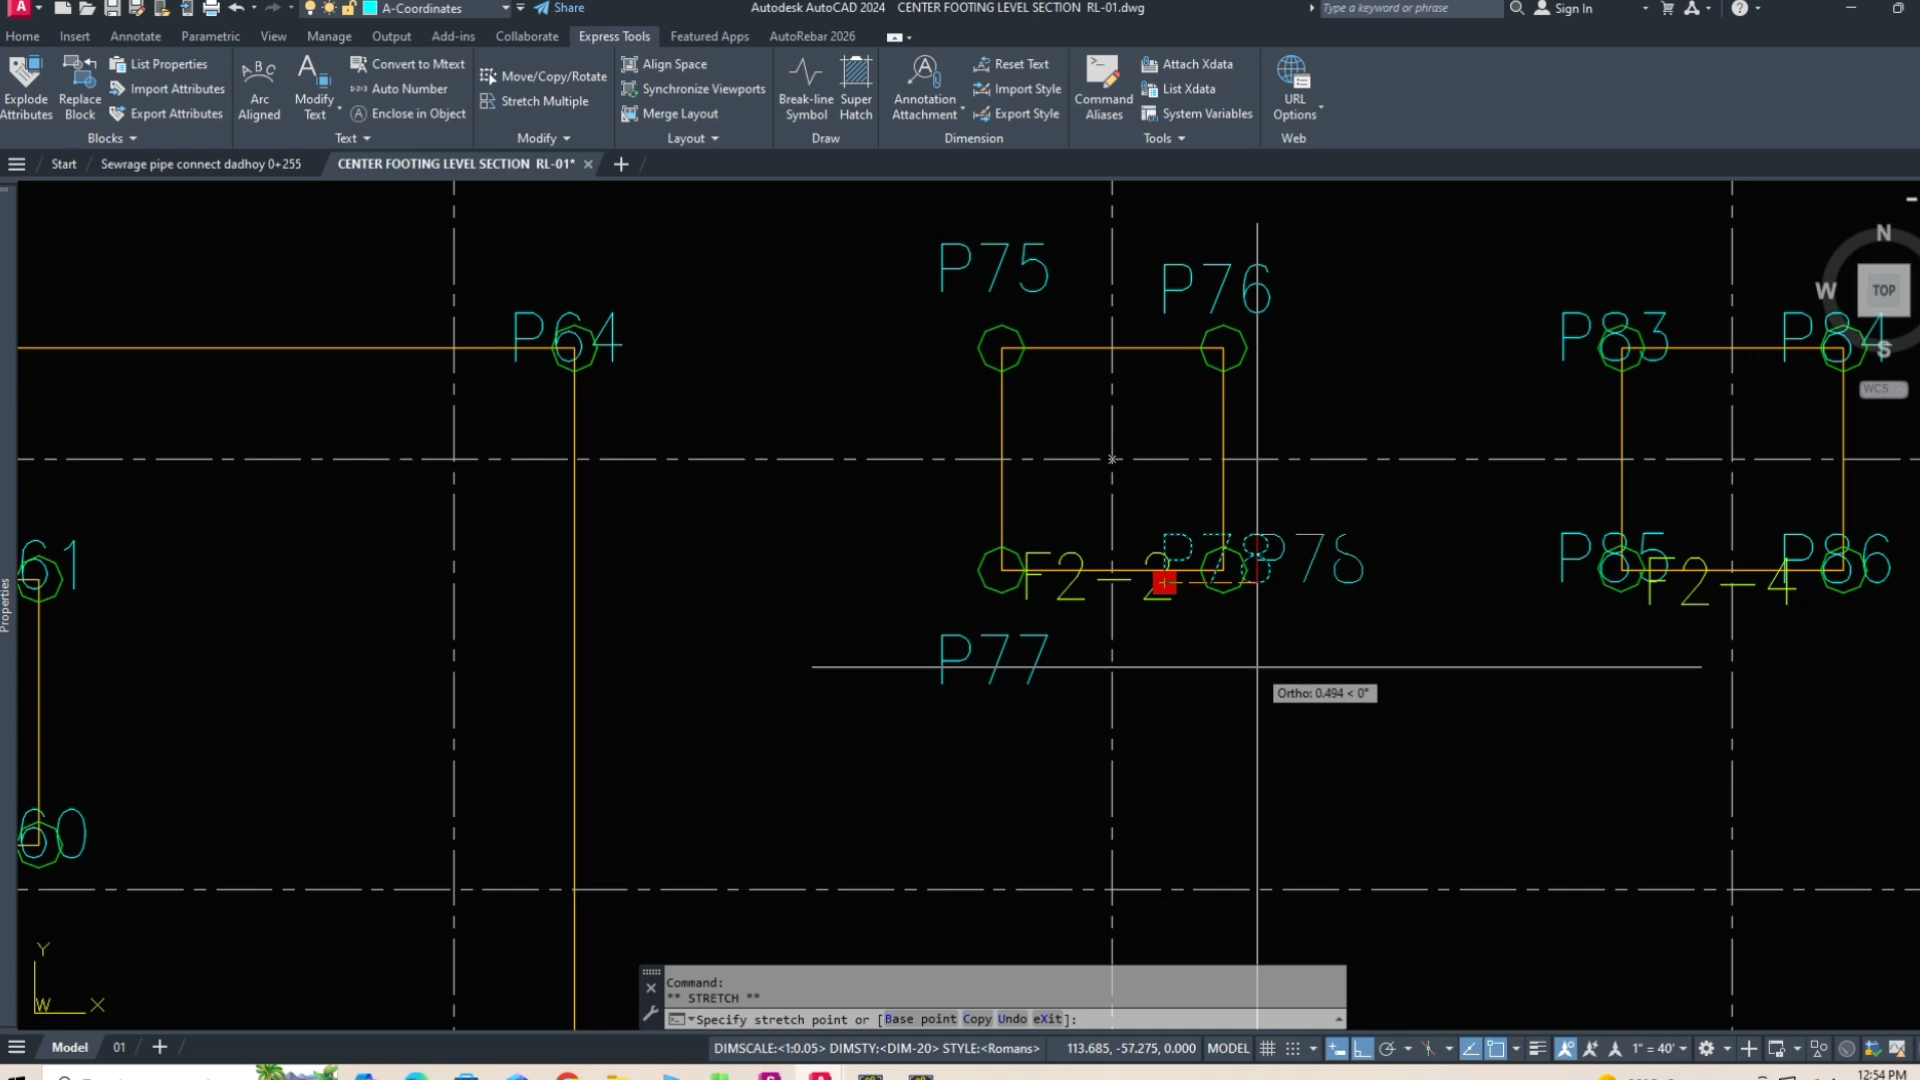 A-Coordinates
Share
Autodesk AutoCAD 2024 CENTER FOOTING LEVEL SECTION RL-01.dwg
Type a keyword or phrase
Sign In
Home Insert Annotate Parametric View Manage Output Add-ins Collaborate Express Tools Featured Apps AutoRebar 2026
Explode Attributes
Replace Block
List Properties
Import Attributes
Export Attributes
Blocks
Arc Aligned
Modify Text
Convert to Mtext
Auto Number
Enclose in Object
Text
Move/Copy/Rotate
Stretch Multiple
Modify
Align Space
Synchronize Viewports
Merge Layout
Layout
Break-line Symbol
Super Hatch
Draw
Annotation Attachment
Reset Text
Import Style
Export Style
Dimension
Command Aliases
Attach Xdata
List Xdata
System Variables
Tools
URL Options
Web
Start
Sewrage pipe connect dadhoy 0+255
CENTER FOOTING LEVEL SECTION RL-01*
N
W
TOP
S
WCS
P75
P76
P64
P83
P84
61
F2-2
P78
P78
P85
P86
F2-4
P77
Ortho: 0.494 < 0°
60
Properties
Y
W
X
Command:
** STRETCH **
Specify stretch point or [Base point Copy Undo eXit]:
Model
01
DIMSCALE:<1:0.05> DIMSTY:<DIM-20> STYLE:<Romans>
113.685, -57.275, 0.000
MODEL
1" = 40'
12:54 PM